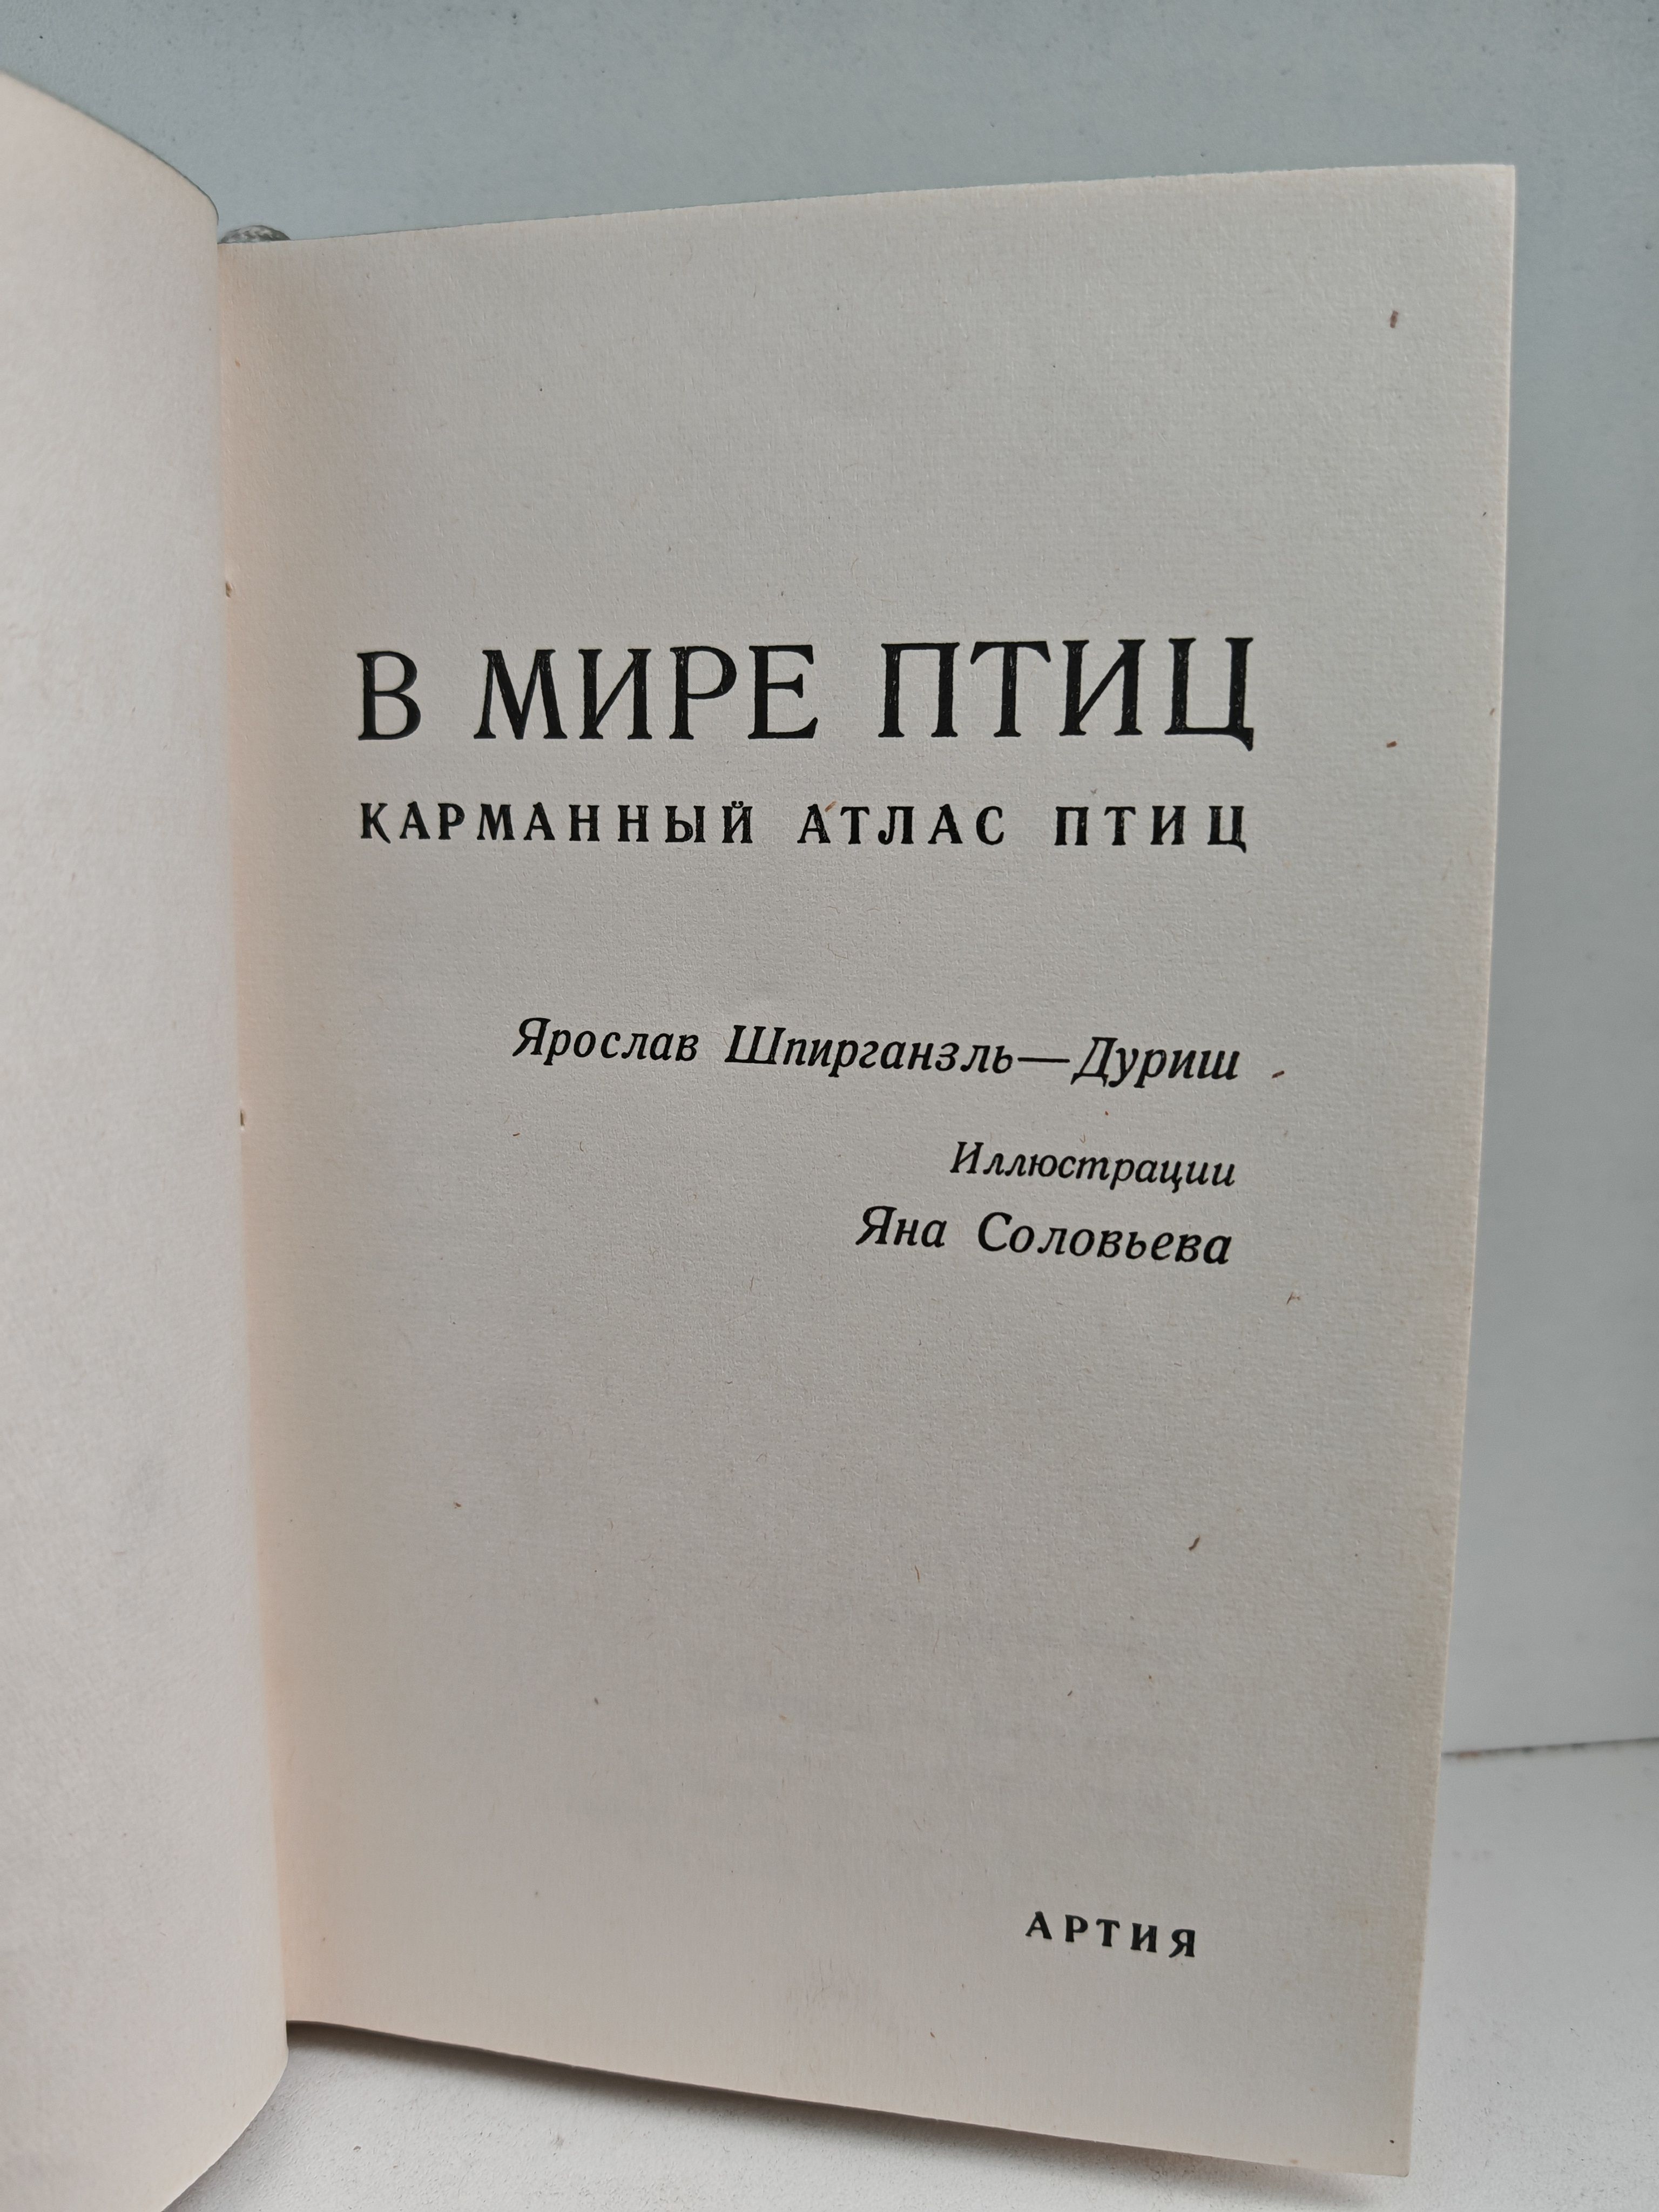 В МИРЕ ПТИЦ
КАРМАННЫЙ АТЛАС ПТИЦ
Ярослав Шпирганзль—Дуриш
Иллюстрации
Яна Соловьева
АРТИЯ